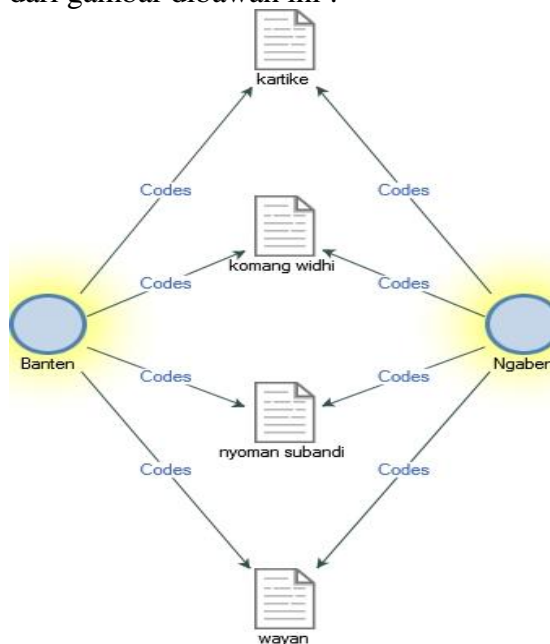 dari gambar dibawah ini :
kartike
Codes
Codes
komang widhi
Codes
Codes
Banten
Ngaben
Codes
Codes
nyoman subandi
Codes
Codes
wayan